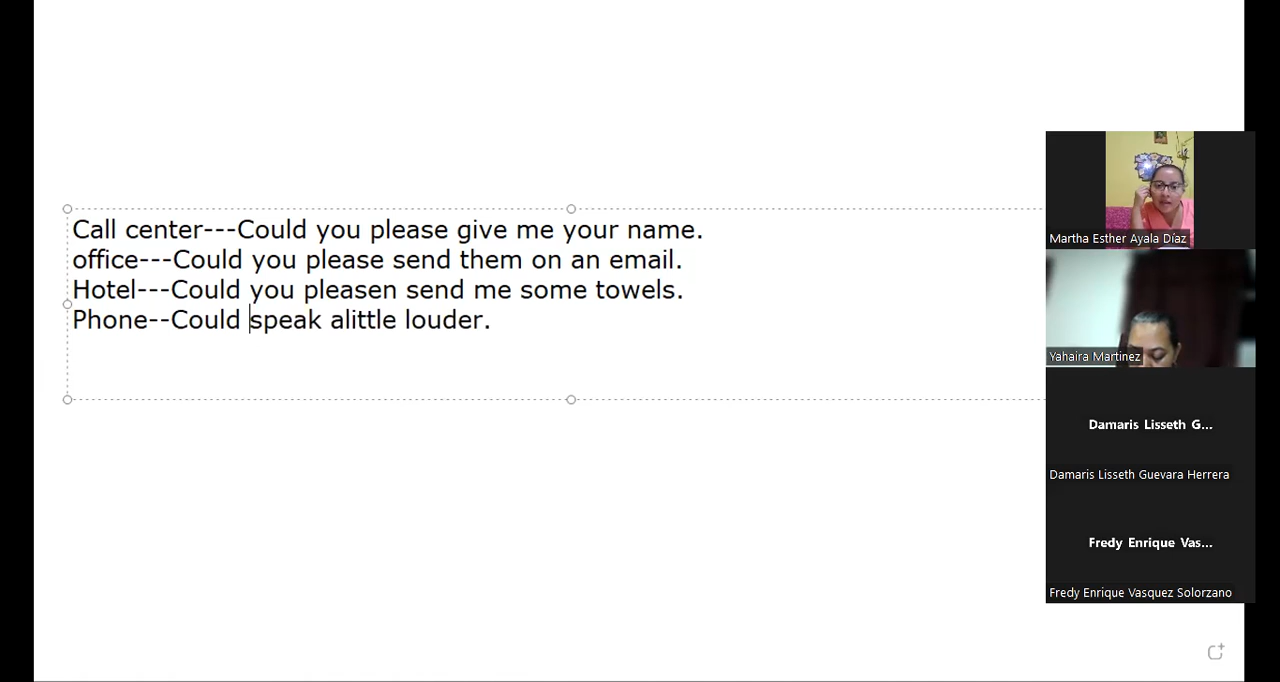 Call center---Could you please give me your name.
office---Could you please send them on an email.
Hotel---Could you pleasen send me some towels.
Phone--Could speak alittle louder.
Martha Esther Ayala Díaz
Yahaira Martinez
Damaris Lisseth G...
Damaris Lisseth Guevara Herrera
Fredy Enrique Vas...
Fredy Enrique Vasquez Solorzano